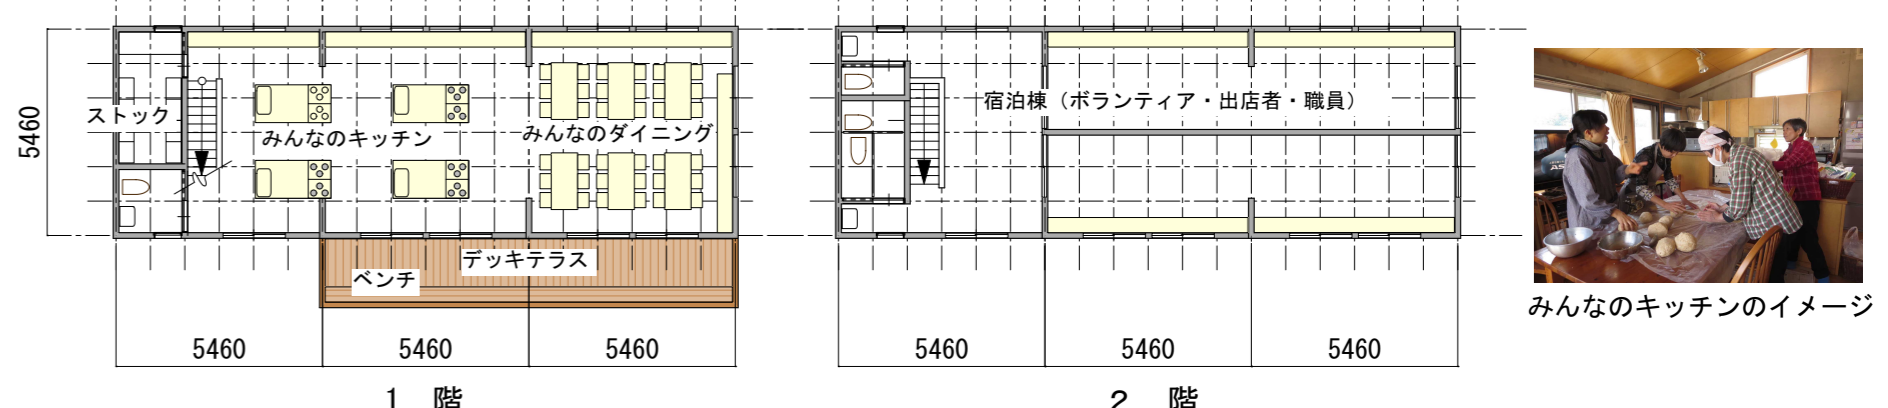 5460
ストック
みんなのキッチン
みんなのダイニング
デッキテラス
ベンチ
5460
5460
5460
1 階
宿泊棟(ボランティア・出店者・職員)
5460
5460
5460
2 階
みんなのキッチンのイメージ